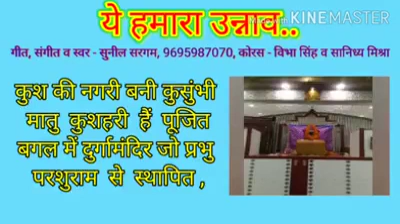 KINEMASTER
ये हमारा उन्नाव..
गीत, संगीत व स्वर - सुनील सरगम, 9695987070, कोरस - विभा सिंह व सानिध्य मिश्रा
कुश की नगरी बनी कुसुंभी
मातु कुशहरी हैं पूजित
बगल में दुर्गामंदिर जो प्रभु
परशुराम से स्थापित ,